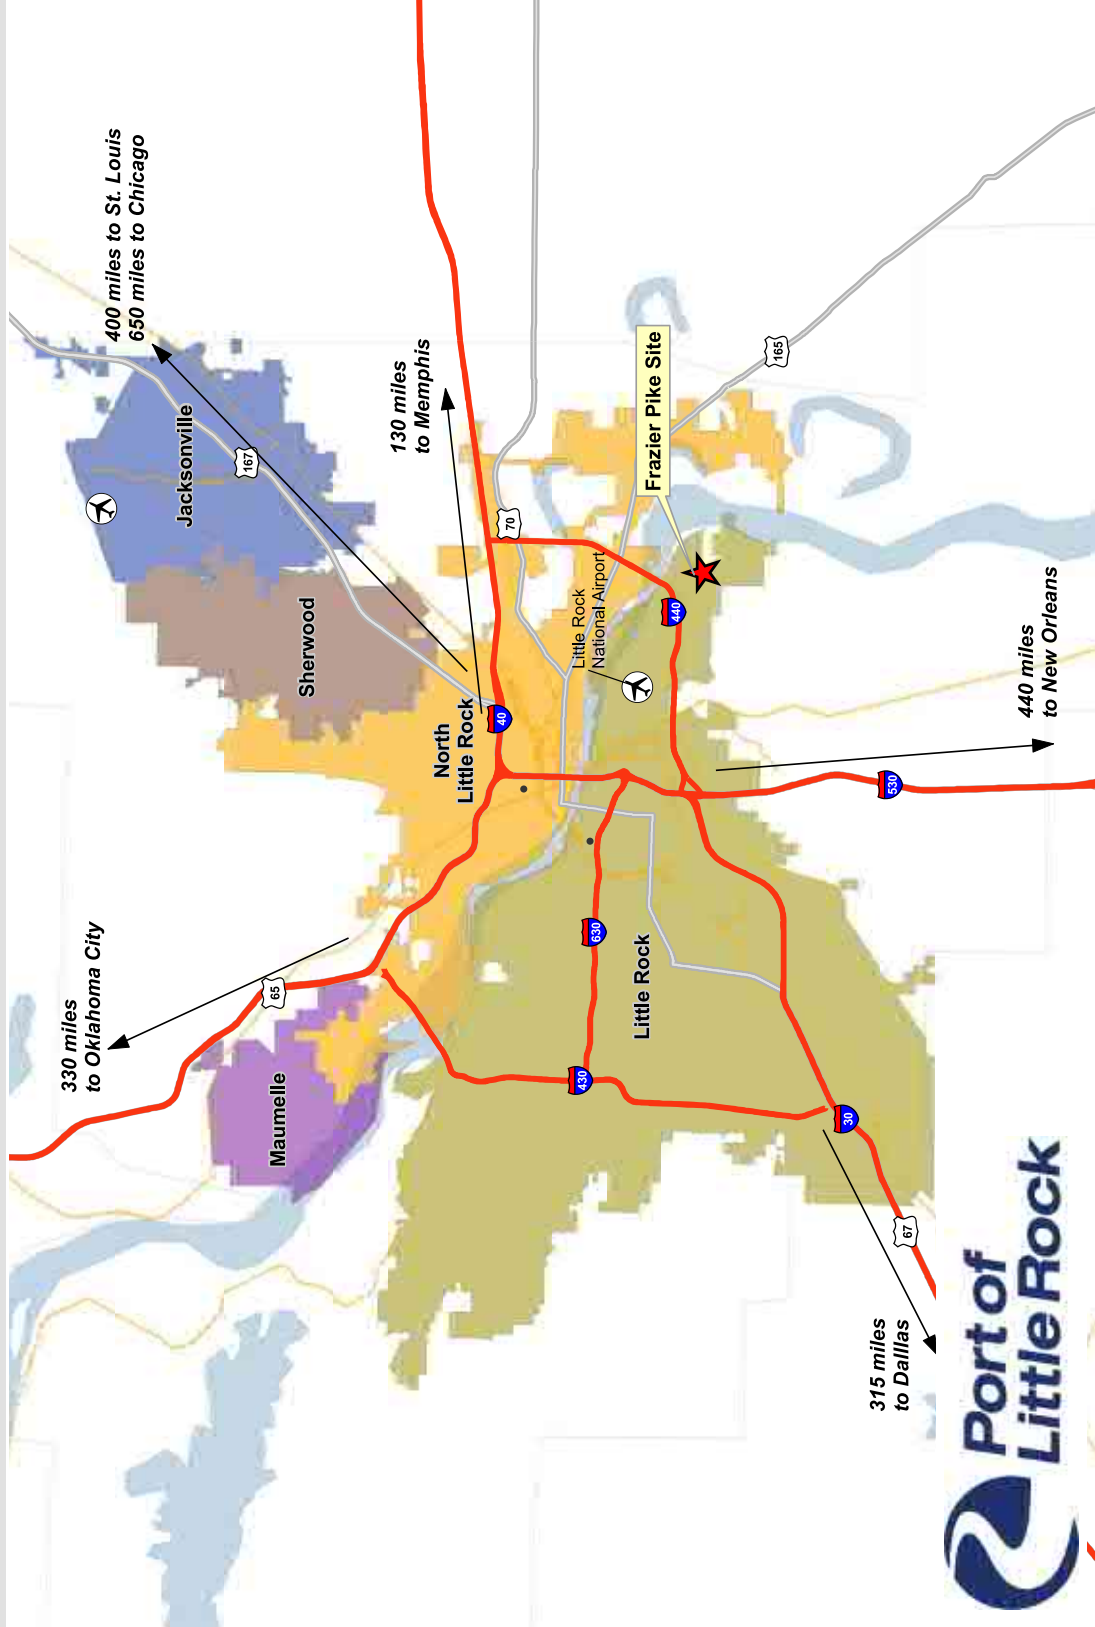 330 miles
to Oklahoma City
400 miles to St. Louis
650 miles to Chicago
Jacksonville
167
65
Maumelle
Sherwood
130 miles
to Memphis
North
Little Rock
40
70
Little Rock
National Airport
Frazier Pike Site
440
430
630
Little Rock
165
30
530
67
440 miles
to New Orleans
315 miles
to Dalllas
Port of
Little Rock